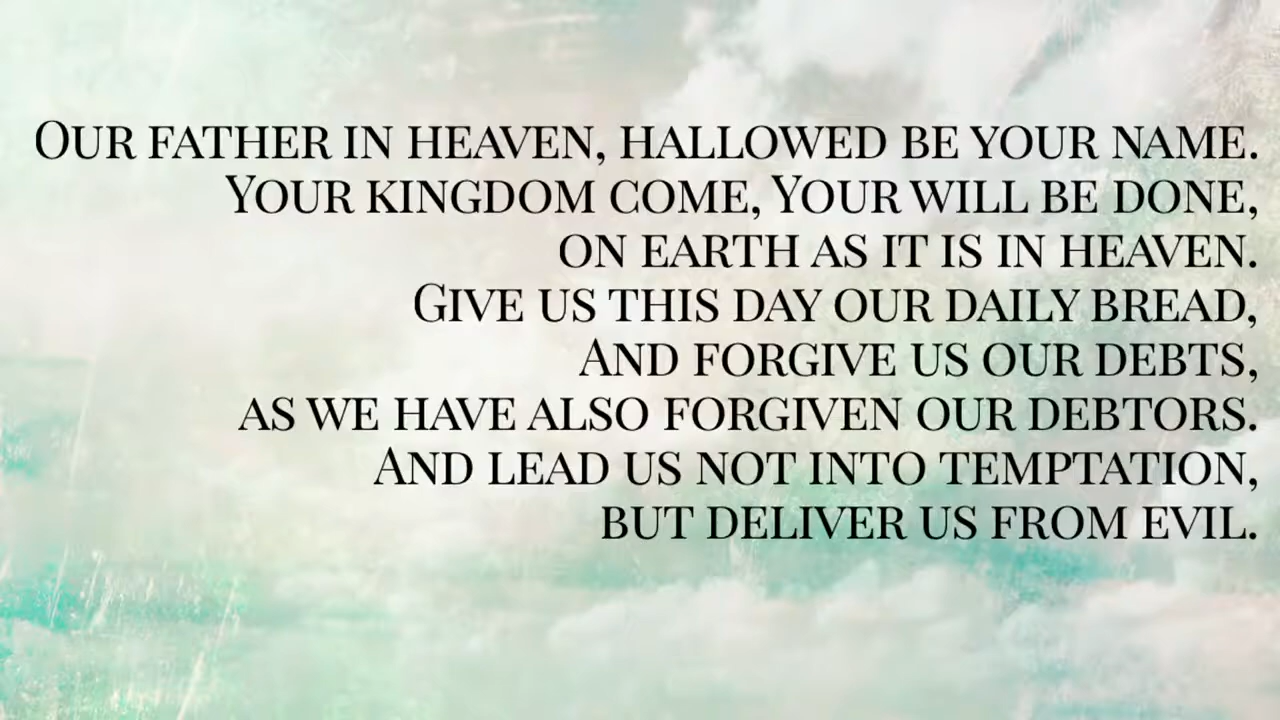 Our father in heaven, hallowed be your name.
Your kingdom come, Your will be done,
on earth as it is in heaven.
Give us this day our daily bread,
And forgive us our debts,
as we have also forgiven our debtors.
And lead us not into temptation,
but deliver us from evil.